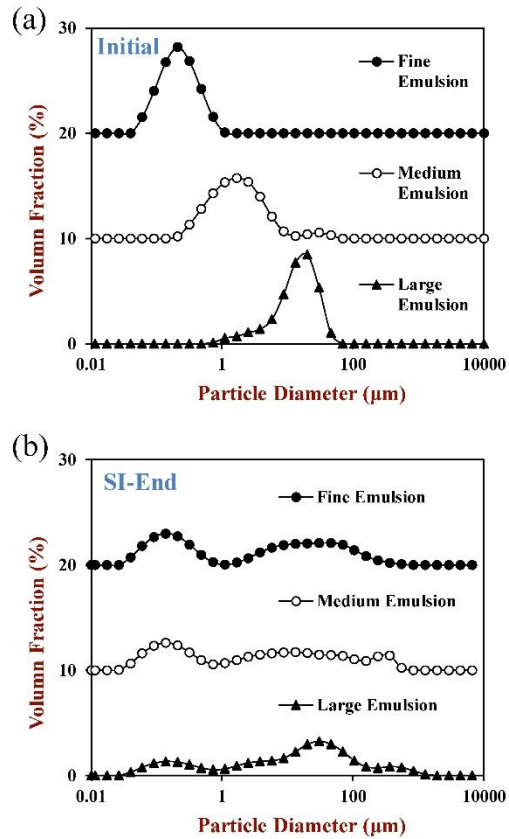 (a)
30
Initial
Fine
Emulsion
20
Medium
Emulsion
10
Large
Emulsion
0
Volumn Fraction (%)
0.01 1 100 10000
Particle Diameter (µm)
(b)
30
SI-End
Fine Emulsion
20
Medium Emulsion
10
Large Emulsion
0
Volumn Fraction (%)
0.01 1 100 10000
Particle Diameter (µm)